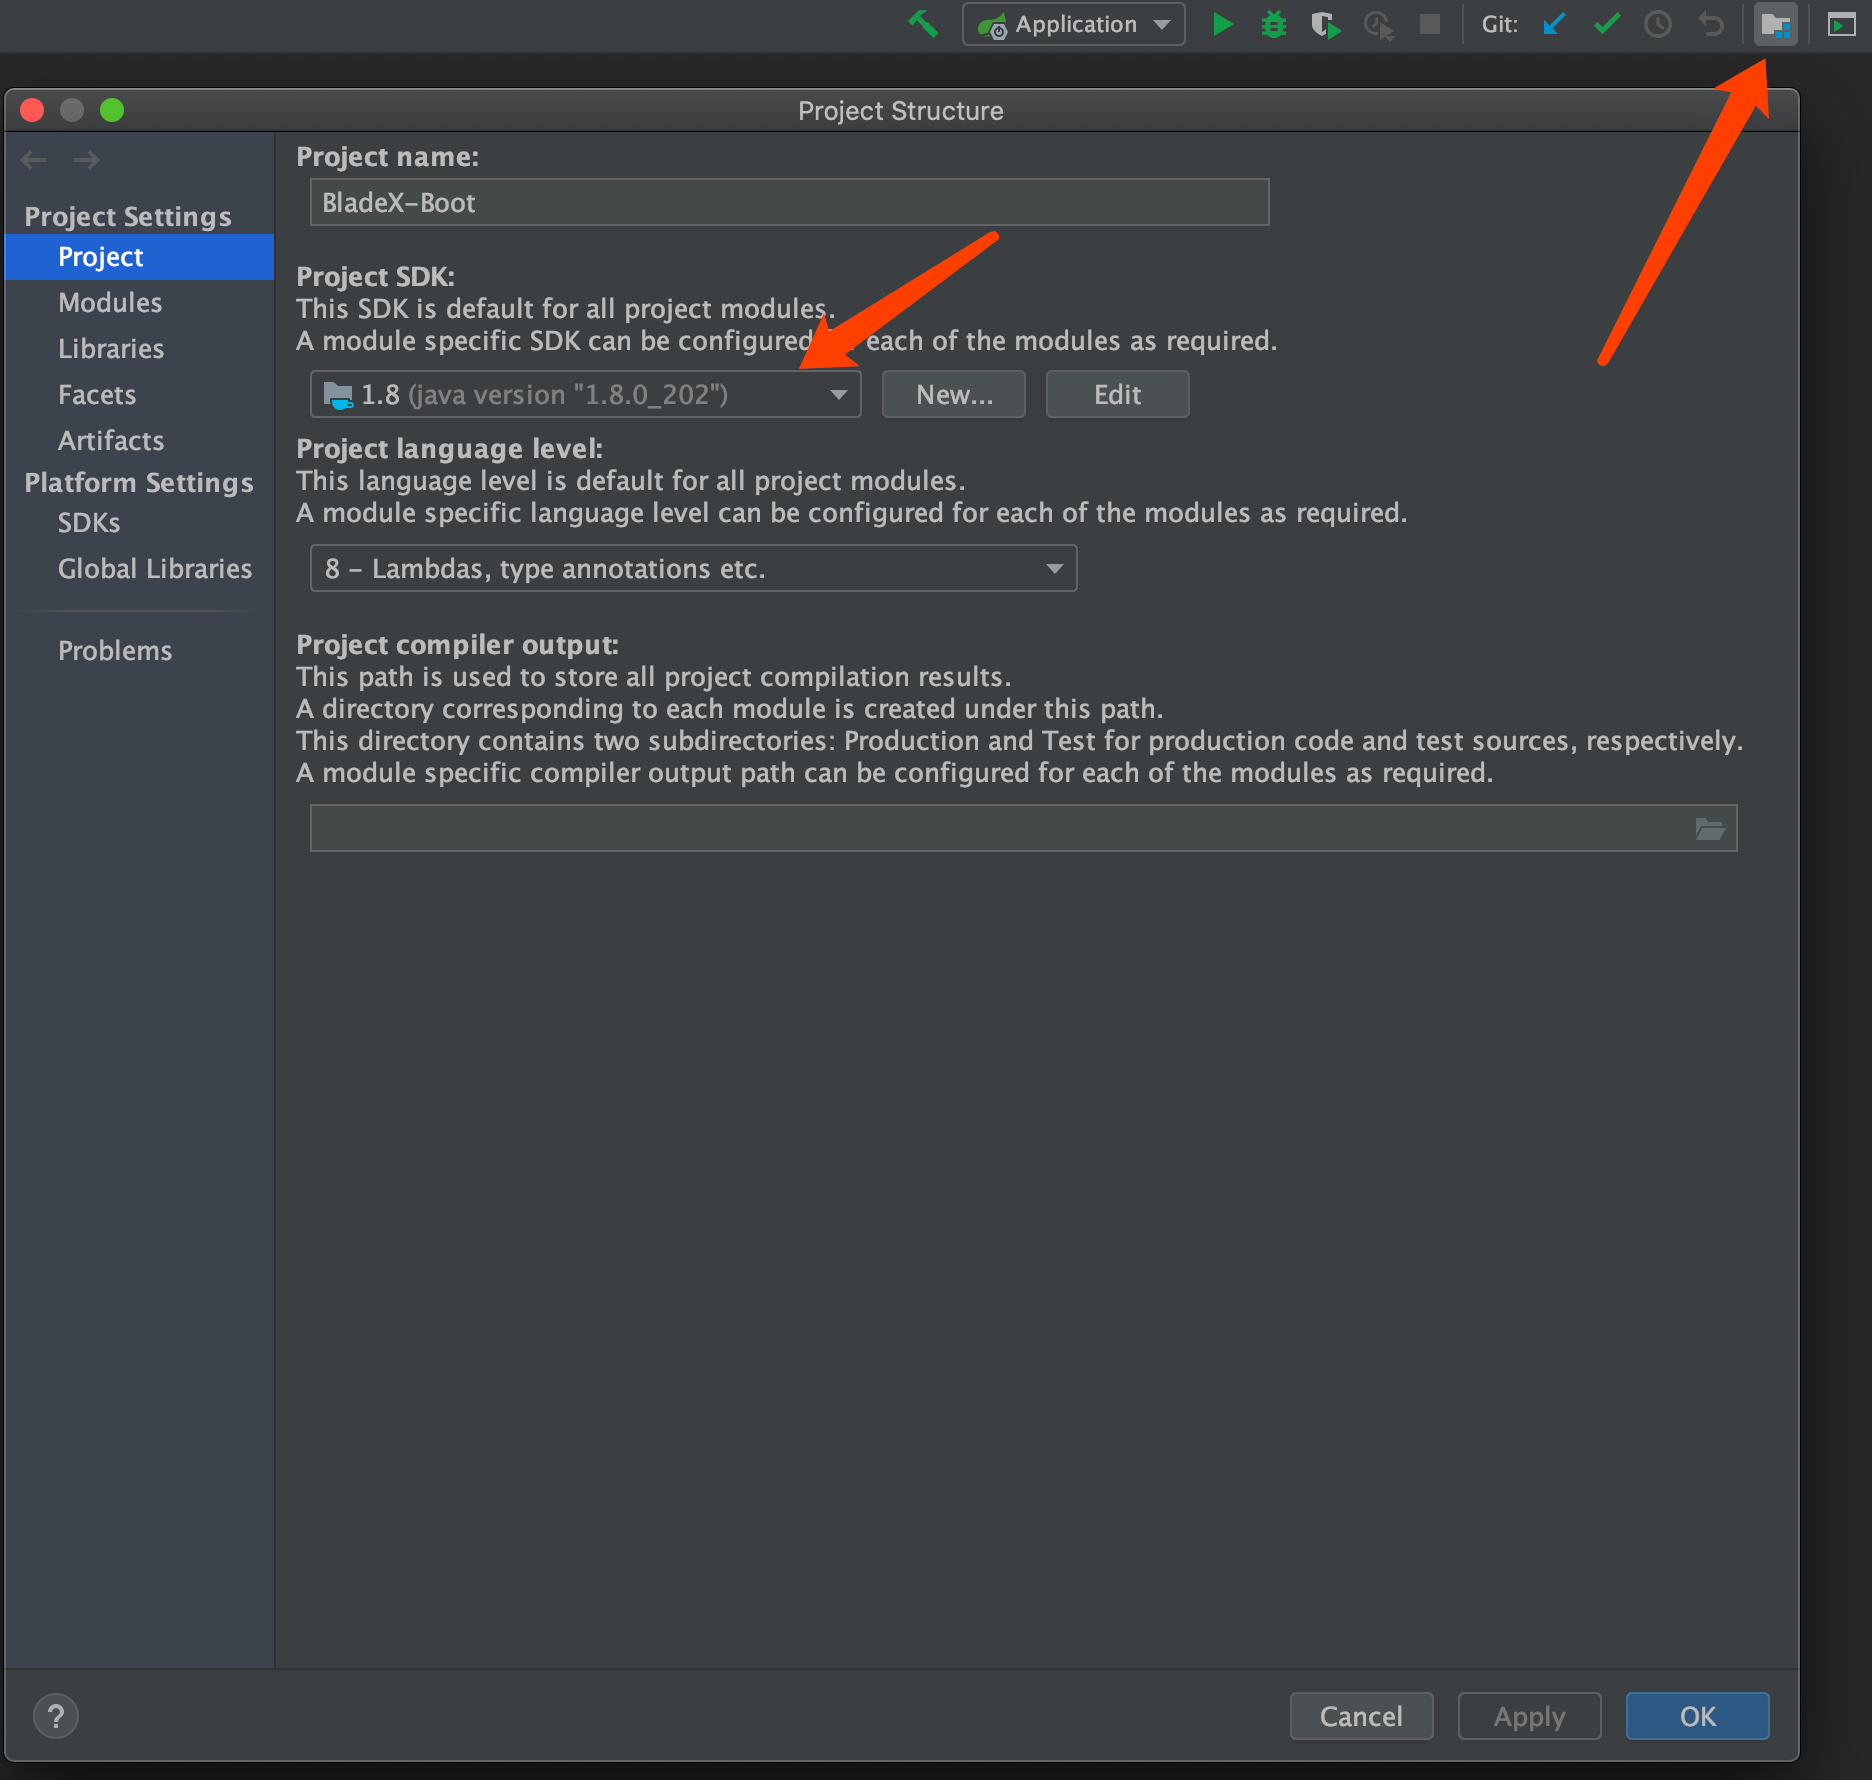 Application
Git:
Project Structure
Project Settings
Project
Modules
Libraries
Facets
Artifacts
Platform Settings
SDKs
Global Libraries
Problems
Project name:
BladeX-Boot
Project SDK:
This SDK is default for all project modules.
A module specific SDK can be configured each of the modules as required.
1.8 (java version "1.8.0_202")
New...
Edit
Project language level:
This language level is default for all project modules.
A module specific language level can be configured for each of the modules as required.
8 – Lambdas, type annotations etc.
Project compiler output:
This path is used to store all project compilation results.
A directory corresponding to each module is created under this path.
This directory contains two subdirectories: Production and Test for production code and test sources, respectively.
A module specific compiler output path can be configured for each of the modules as required.
?
Cancel
Apply
OK